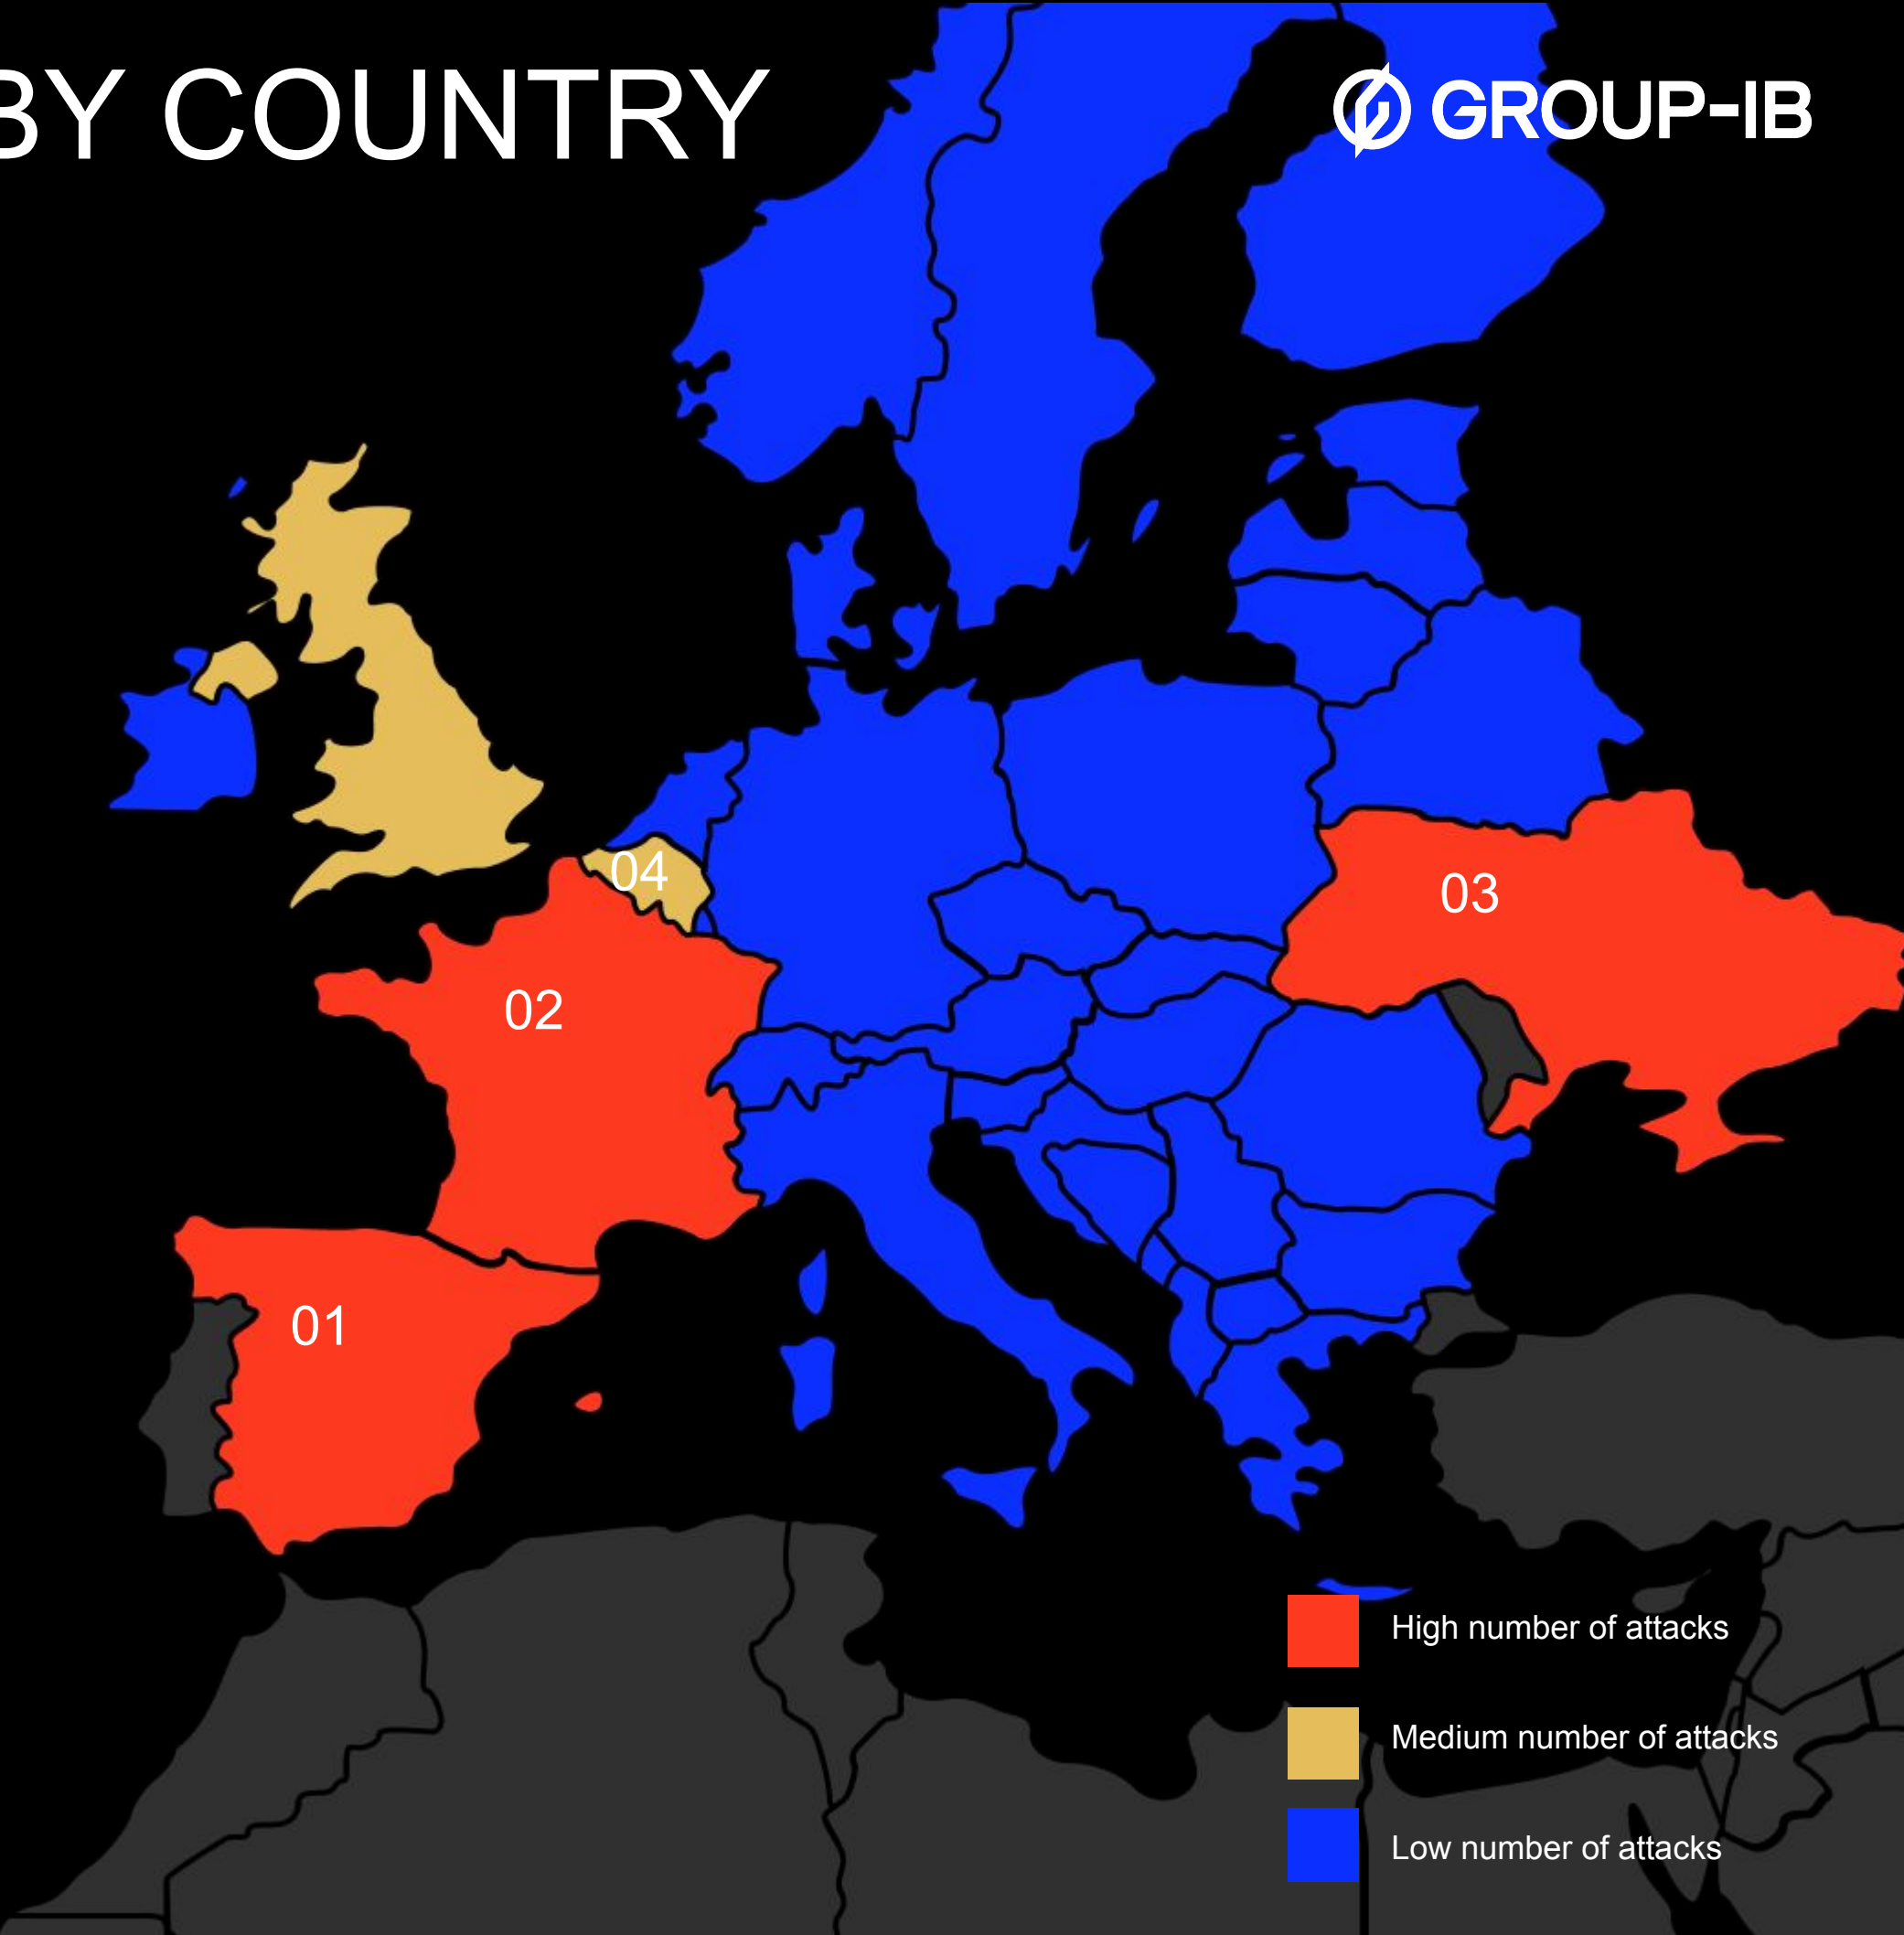 BY COUNTRY
GROUP-IB
04
03
02
01
High number of attacks
Medium number of attacks
Low number of attacks